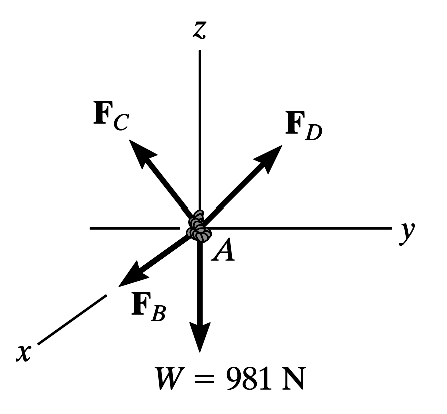 z
F_C
F_D
y
A
F_B
x
W = 981 N